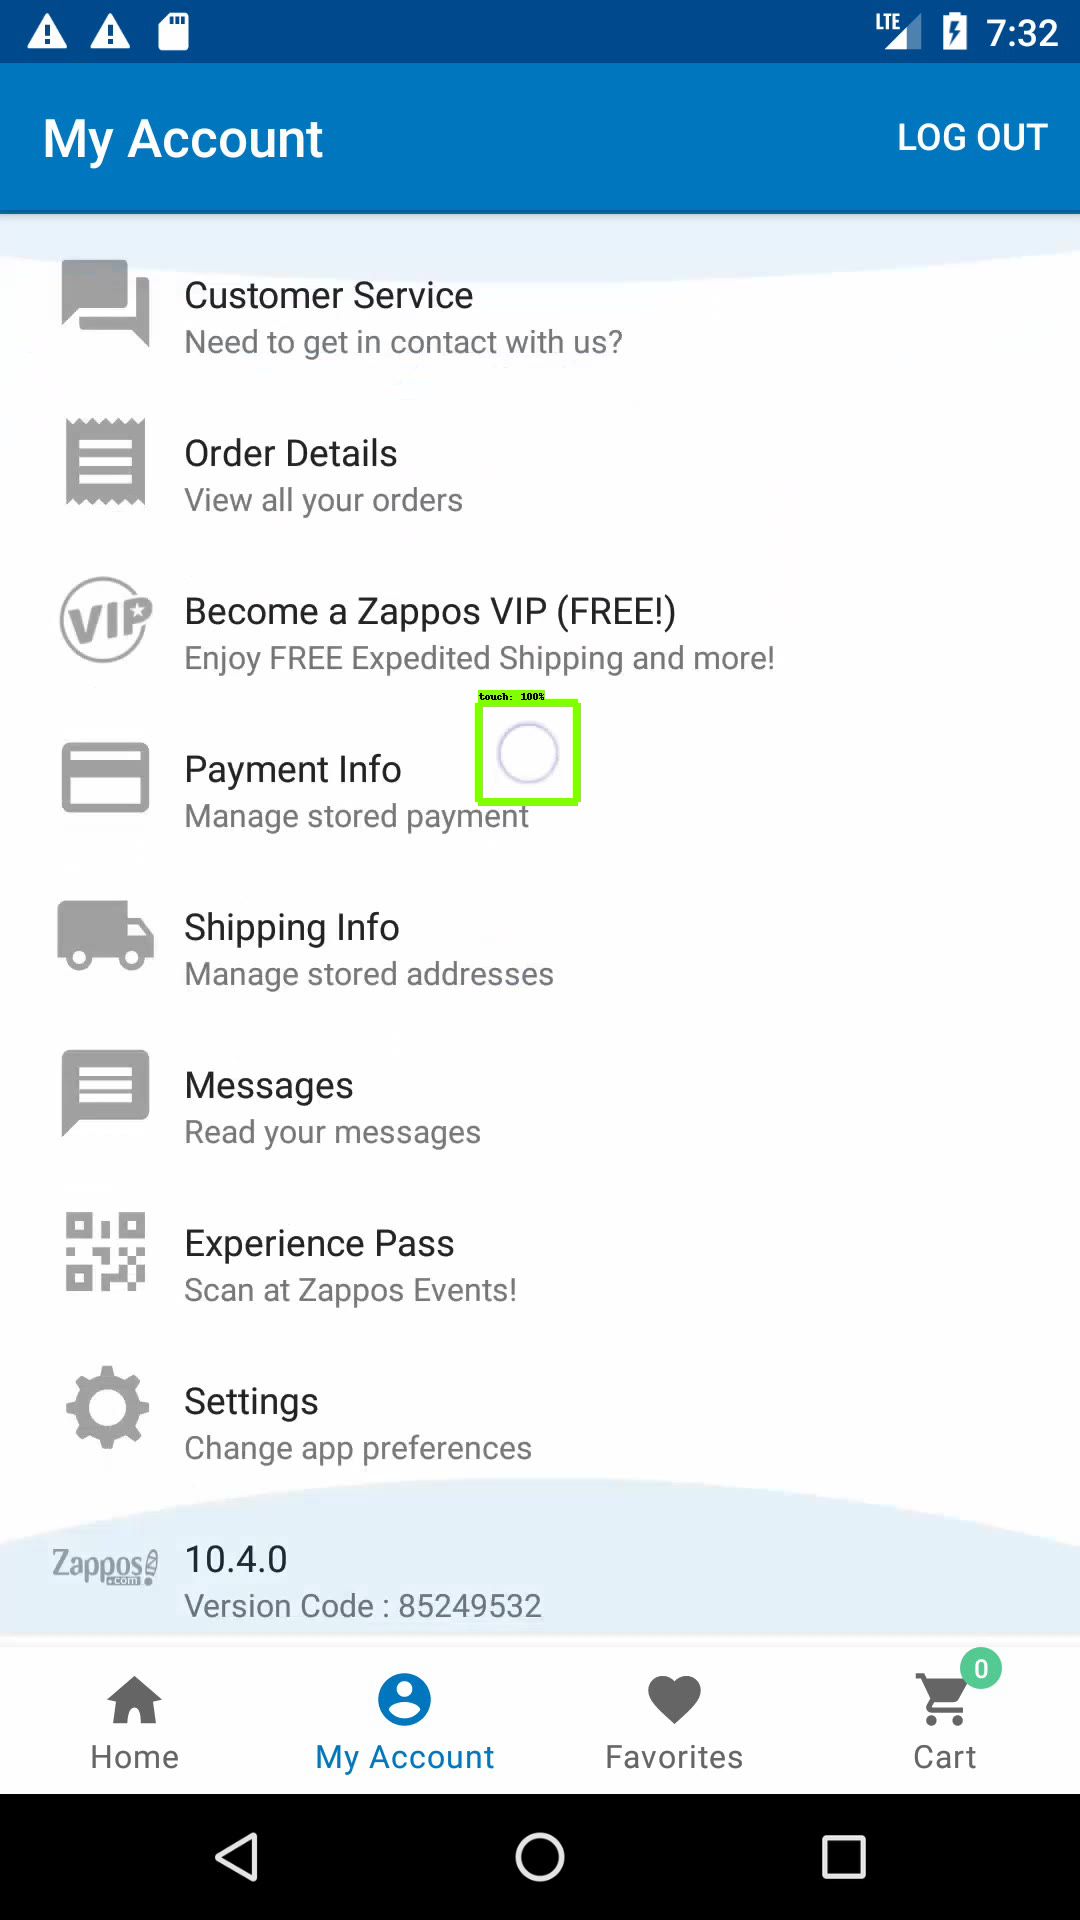 LTE 7:32
My Account LOG OUT
Customer Service
Need to get in contact with us?
Order Details
View all your orders
VIP
Become a Zappos VIP (FREE!)
Enjoy FREE Expedited Shipping and more!
touch: 100%
Payment Info
Manage stored payment
Shipping Info
Manage stored addresses
Messages
Read your messages
Experience Pass
Scan at Zappos Events!
Settings
Change app preferences
Zappos!
.com
10.4.0
Version Code : 85249532
0
Home My Account Favorites Cart